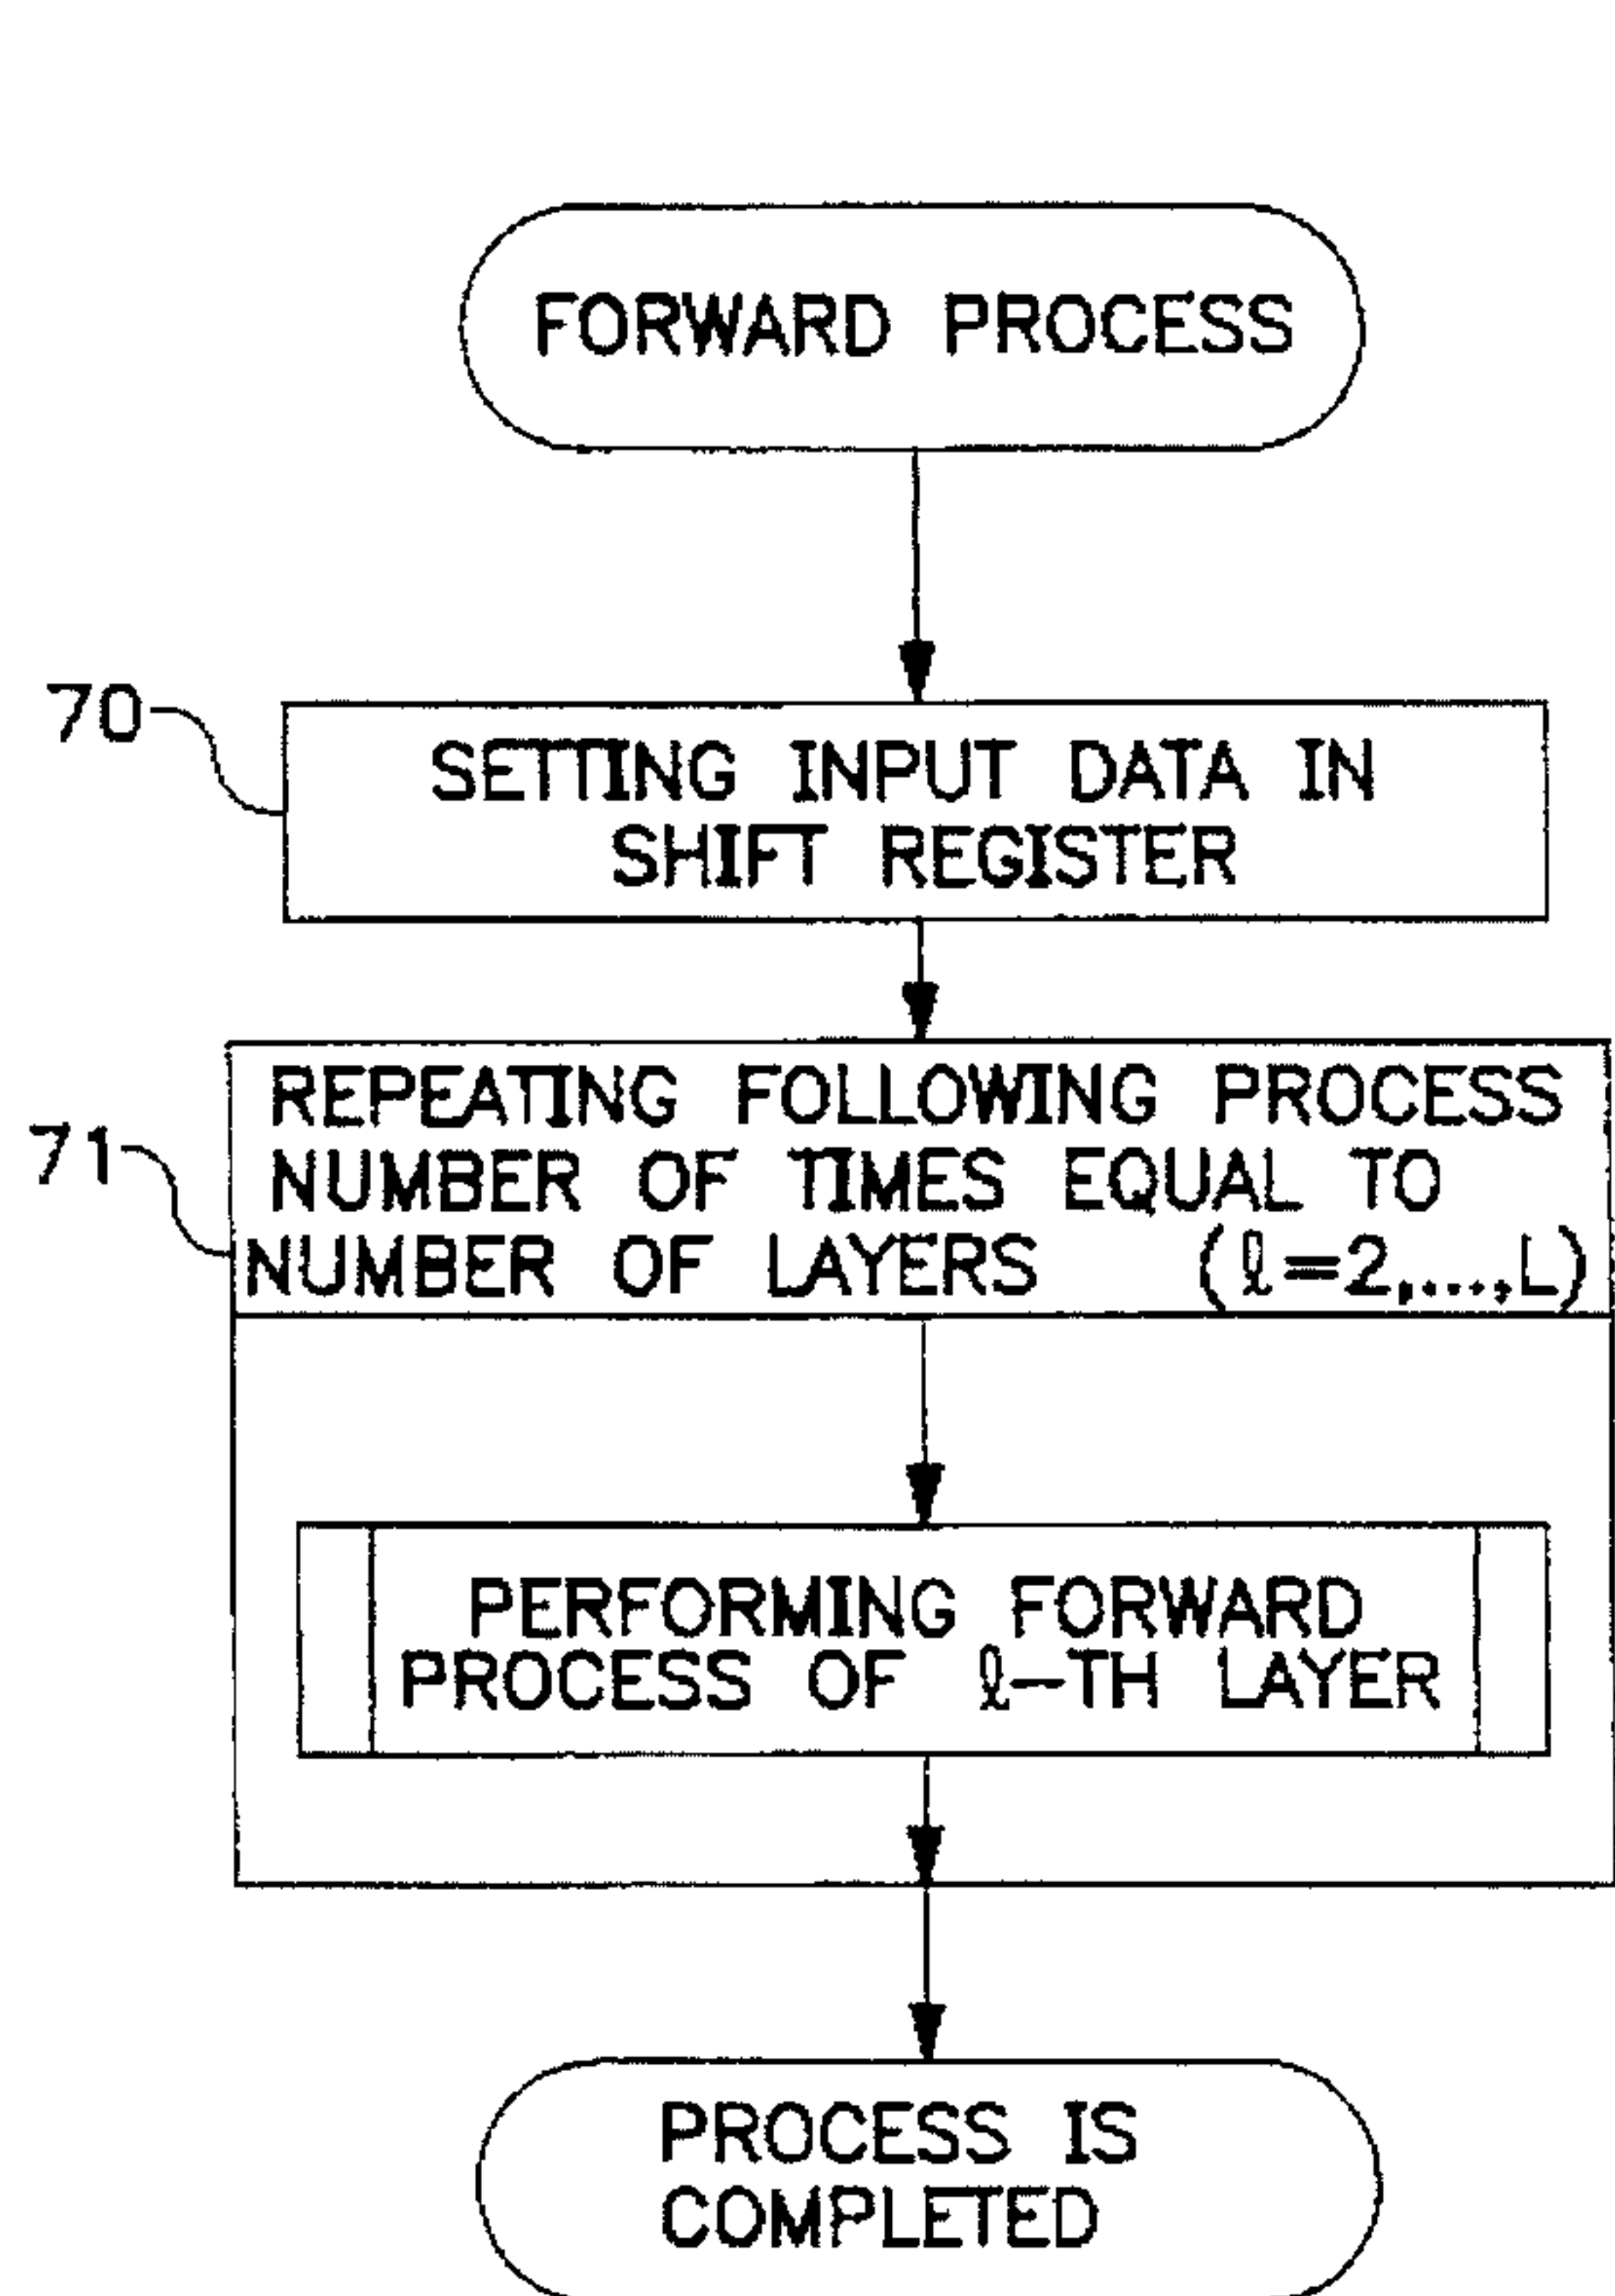 FORWARD PROCESS
70
SETTING INPUT DATA IN
SHIFT REGISTER
71
REPEATING FOLLOWING PROCESS
NUMBER OF TIMES EQUAL TO
NUMBER OF LAYERS (ℓ=2,...,L)
PERFORMING FORWARD
PROCESS OF ℓ-TH LAYER
PROCESS IS
COMPLETED